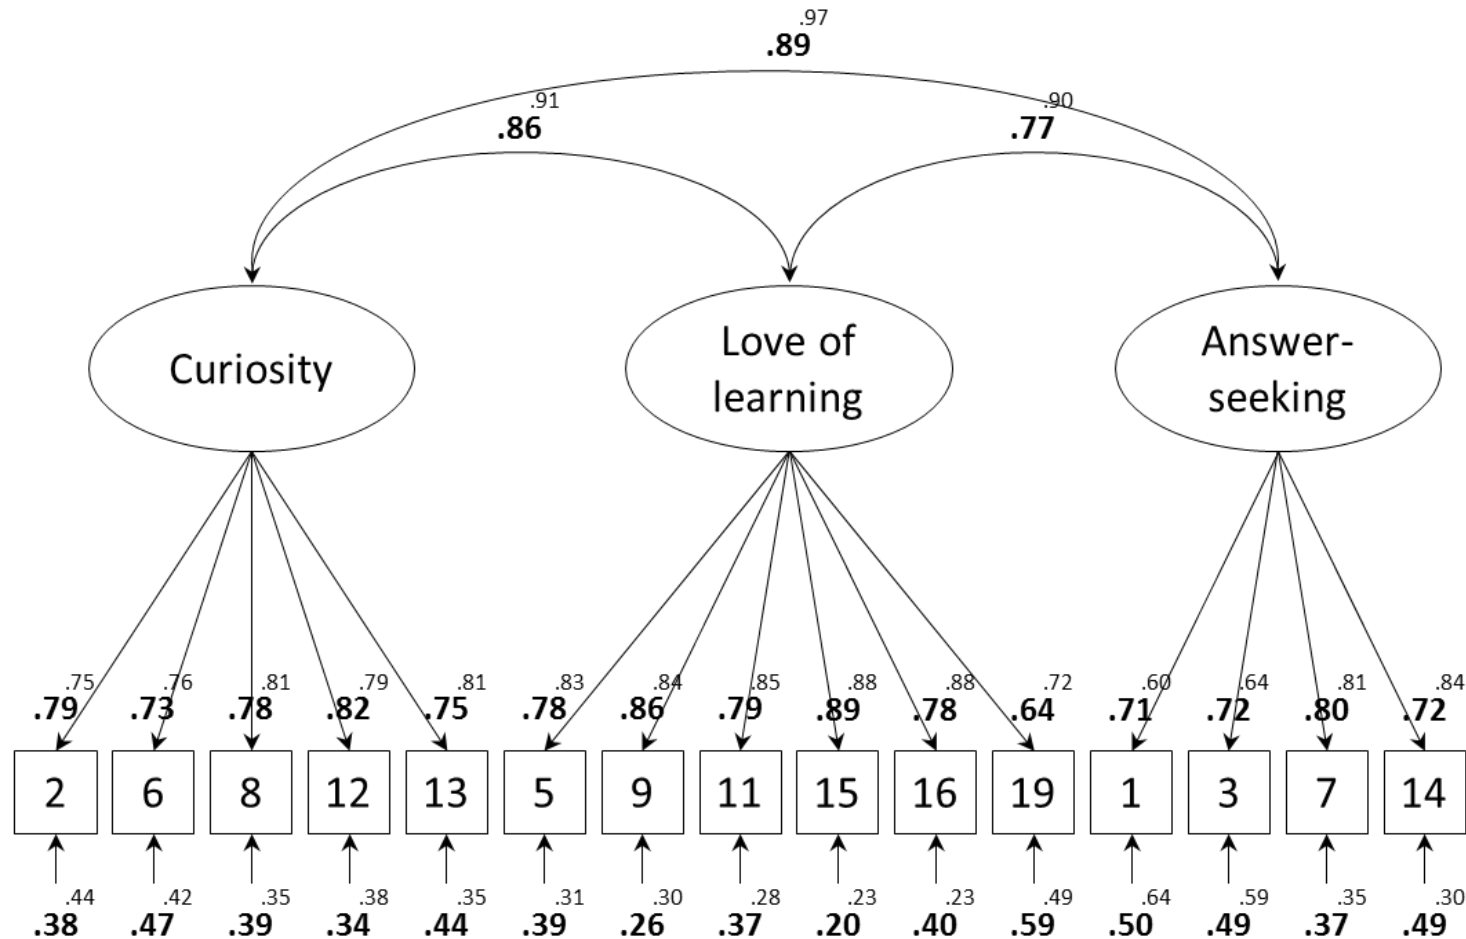 .97
.89
.91 .90
.86 .77
Curiosity
Love of
learning
Answer-
seeking
.75 .76 .81 .79 .81 .83 .84 .85 .88 .88 .72 .60 .64 .81 .84
.79 .73 .78 .82 .75 .78 .86 .79 .89 .78 .64 .71 .72 .80 .72
2 6 8 12 13 5 9 11 15 16 19 1 3 7 14
.44 .42 .35 .38 .35 .31 .30 .28 .23 .23 .49 .64 .59 .35 .30
.38 .47 .39 .34 .44 .39 .26 .37 .20 .40 .59 .50 .49 .37 .49